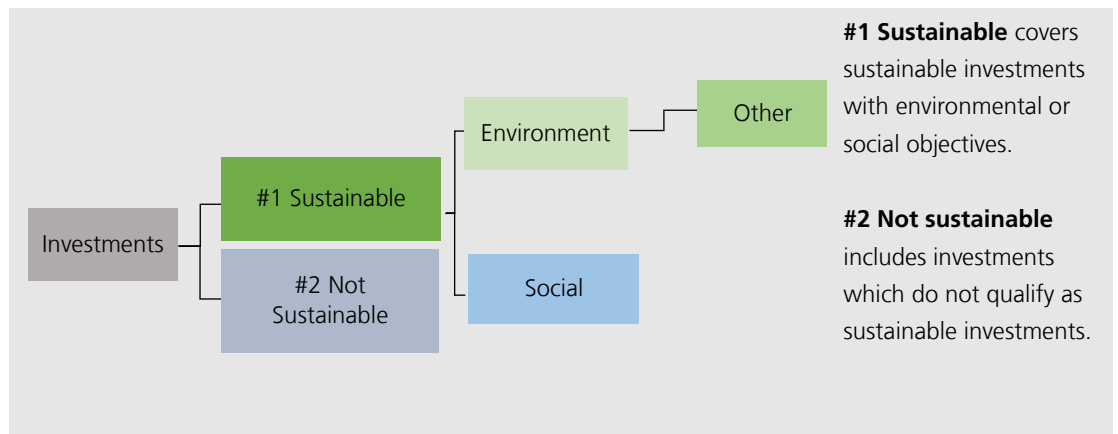 Investments
#1 Sustainable
#2 Not
Sustainable
Environment
Social
Other
#1 Sustainable covers
sustainable investments
with environmental or
social objectives.
#2 Not sustainable
includes investments
which do not qualify as
sustainable investments.